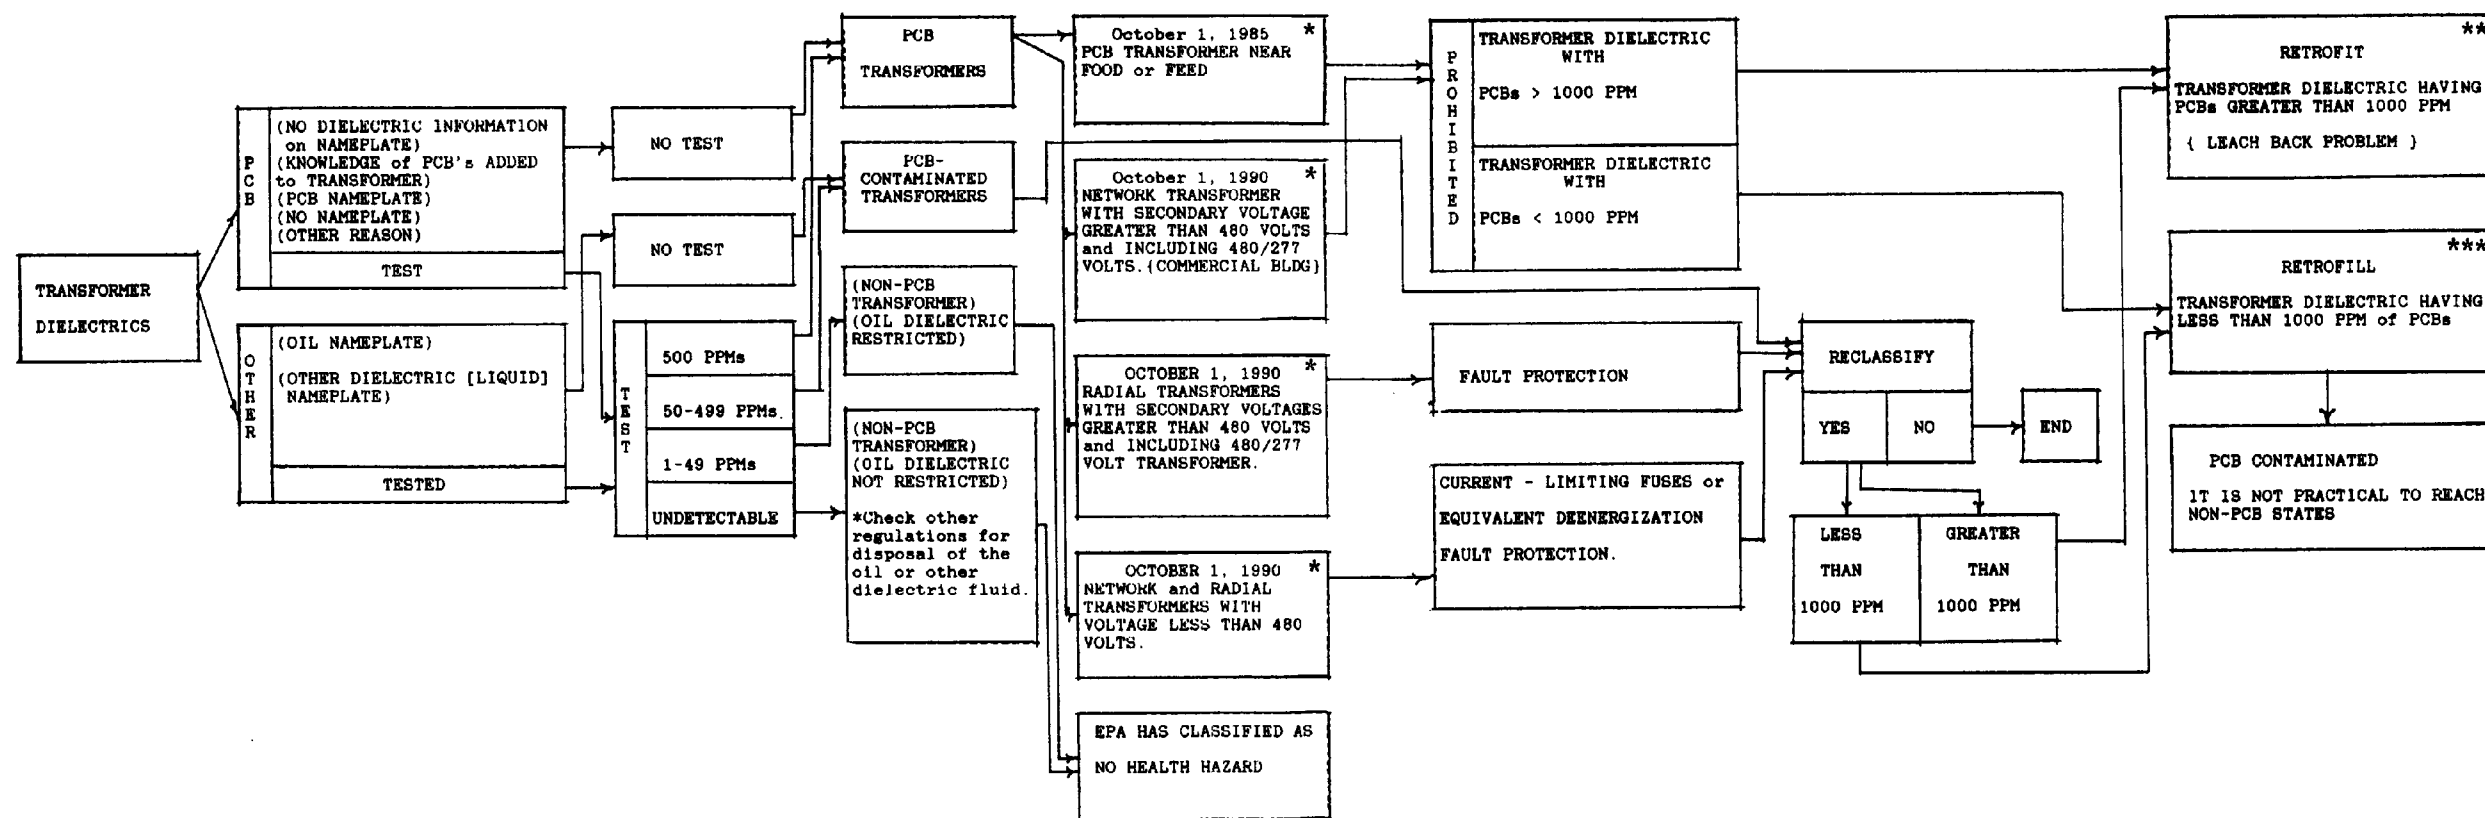 TRANSFORMER
DIELECTRICS
PCB
(NO DIELECTRIC INFORMATION
on NAMEPLATE)
(KNOWLEDGE of PCB's ADDED
to TRANSFORMER)
(PCB NAMEPLATE)
(NO NAMEPLATE)
(OTHER REASON)
TEST
OTHER
(OIL NAMEPLATE)
(OTHER DIELECTRIC [LIQUID]
NAMEPLATE)
TESTED
NO TEST
NO TEST
TEST
500 PPMs
50-499 PPMs.
1-49 PPMs
UNDETECTABLE
PCB
TRANSFORMERS
PCB-
CONTAMINATED
TRANSFORMERS
(NON-PCB
TRANSFORMER)
(OIL DIELECTRIC
RESTRICTED)
(NON-PCB
TRANSFORMER)
(OIL DIELECTRIC
NOT RESTRICTED)
*Check other
regulations for
disposal of the
oil or other
dielectric fluid.
October 1, 1985 *
PCB TRANSFORMER NEAR
FOOD or FEED
October 1, 1990 *
NETWORK TRANSFORMER
WITH SECONDARY VOLTAGE
GREATER THAN 480 VOLTS
and INCLUDING 480/277
VOLTS.(COMMERCIAL BLDG)
OCTOBER 1, 1990 *
RADIAL TRANSFORMERS
WITH SECONDARY VOLTAGES
GREATER THAN 480 VOLTS
and INCLUDING 480/277
VOLT TRANSFORMER.
OCTOBER 1, 1990 *
NETWORK and RADIAL
TRANSFORMERS WITH
VOLTAGE LESS THAN 480
VOLTS.
EPA HAS CLASSIFIED AS
NO HEALTH HAZARD
PROHIBITED
TRANSFORMER DIELECTRIC
WITH
PCBs > 1000 PPM
TRANSFORMER DIELECTRIC
WITH
PCBs < 1000 PPM
FAULT PROTECTION
CURRENT - LIMITING FUSES or
EQUIVALENT DEENERGIZATION
FAULT PROTECTION.
RECLASSIFY
YES
NO
END
LESS
THAN
1000 PPM
GREATER
THAN
1000 PPM
**
RETROFIT
TRANSFORMER DIELECTRIC HAVING
PCBs GREATER THAN 1000 PPM
( LEACH BACK PROBLEM )
***
RETROFILL
TRANSFORMER DIELECTRIC HAVING
LESS THAN 1000 PPM of PCBs
PCB CONTAMINATED
IT IS NOT PRACTICAL TO REACH
NON-PCB STATES